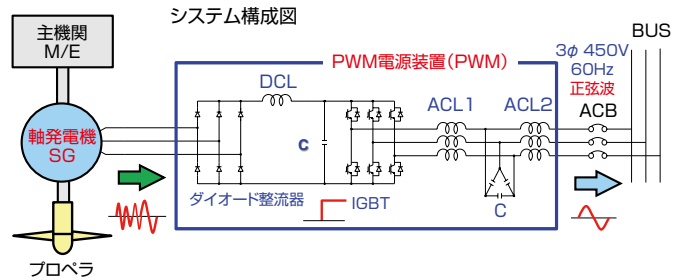 システム構成図
主機関
M/E
BUS
PWM電源装置(PWM)
3φ 450V
60Hz
正弦波
DCL
ACL1
ACL2
ACB
軸発電機
SG
C
ダイオード整流器
IGBT
C
プロペラ